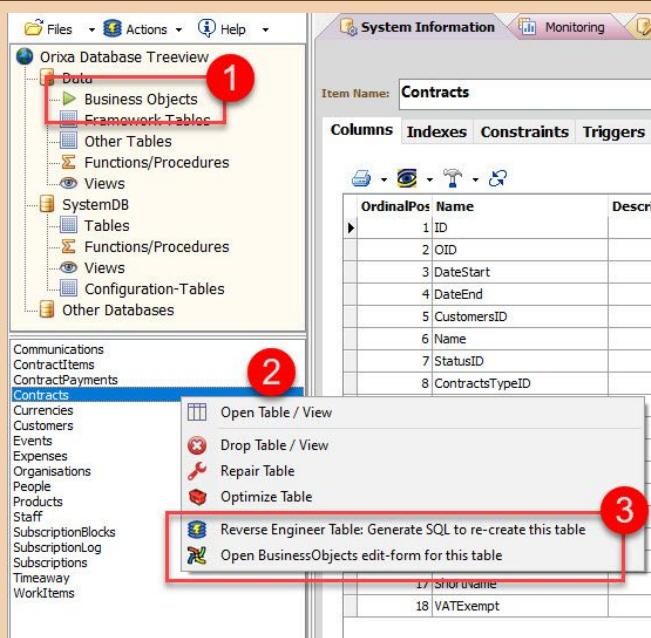 Files Actions Help
System Information Monitoring
Orixa Database Treeview
Data
1
Business Objects
Framework Tables
Other Tables
Functions/Procedures
Views
SystemDB
Tables
Functions/Procedures
Views
Configuration-Tables
Other Databases
Item Name: Contracts
Columns Indexes Constraints Triggers
OrdinalPos Name Descri
1 ID
2 OID
3 DateStart
4 DateEnd
5 CustomersID
6 Name
7 StatusID
8 ContractsTypeID
17 ShortName
18 VATExempt
Communications
ContractItems
ContractPayments
Contracts
Currencies
Customers
Events
Expenses
Organisations
People
Products
Staff
SubscriptionBlocks
SubscriptionLog
Subscriptions
Timeaway
WorkItems
2
Open Table / View
Drop Table / View
Repair Table
Optimize Table
3
Reverse Engineer Table: Generate SQL to re-create this table
Open BusinessObjects edit-form for this table